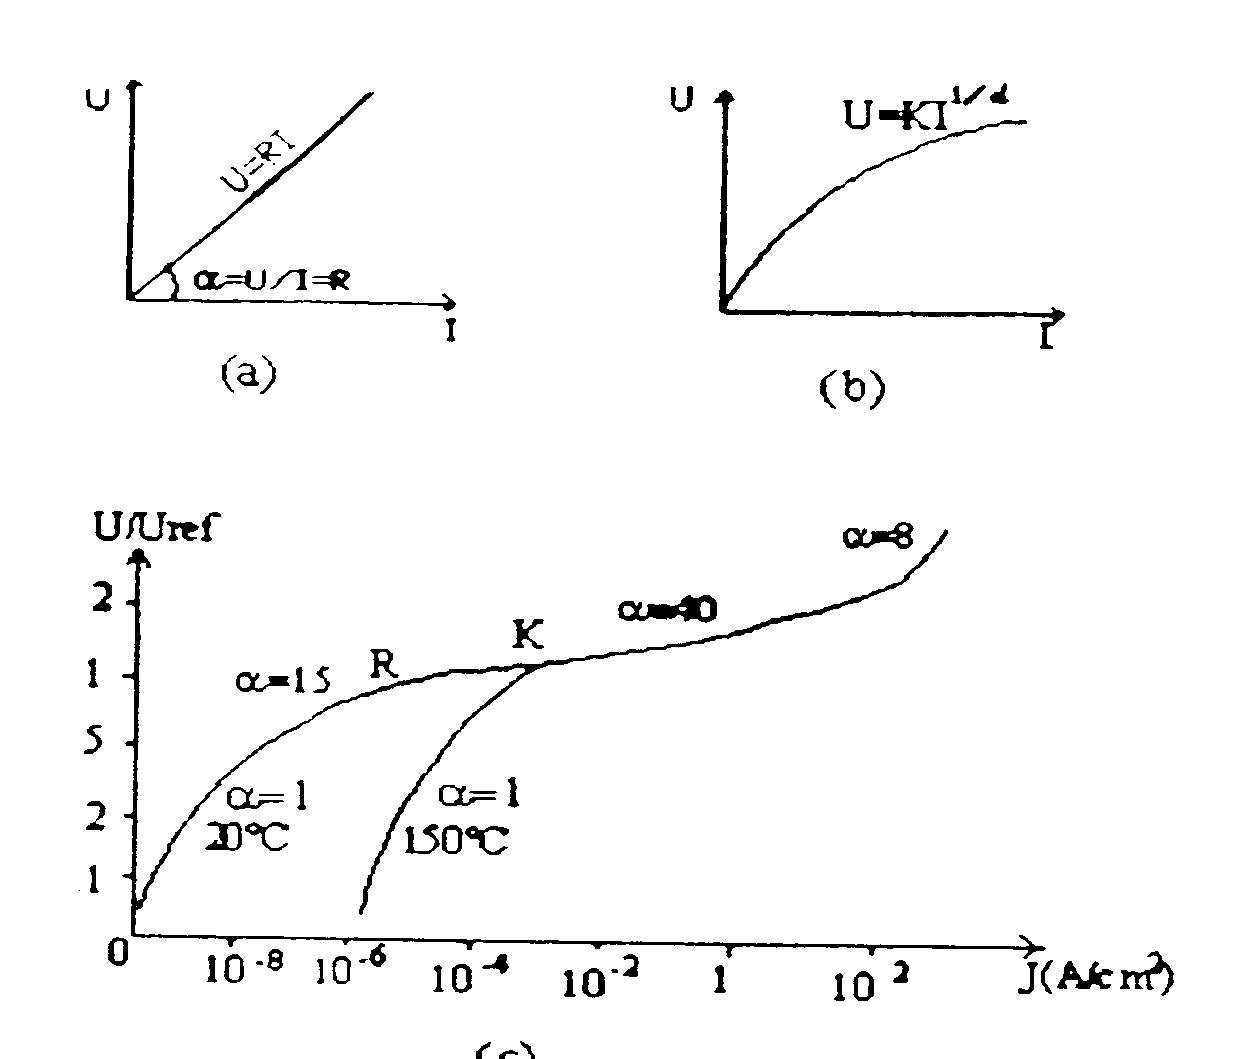 U
U=RI
α=U/I=R
I
(a)
U
U=KI^1/d
I
(b)
U/Uref
2
1
5
2
1
0
α=15
R
K
α=8
α=1
20°C
α=1
150°C
10^-8
10^-6
10^-4
10^-2
1
10^2
J(A/cm²)